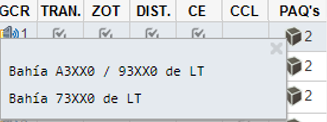 GCR TRAN. ZOT DIST. CE CCL PAQ's
1 2
Bahía A3XX0 / 93XX0 de LT 2
Bahía 73XX0 de LT 2